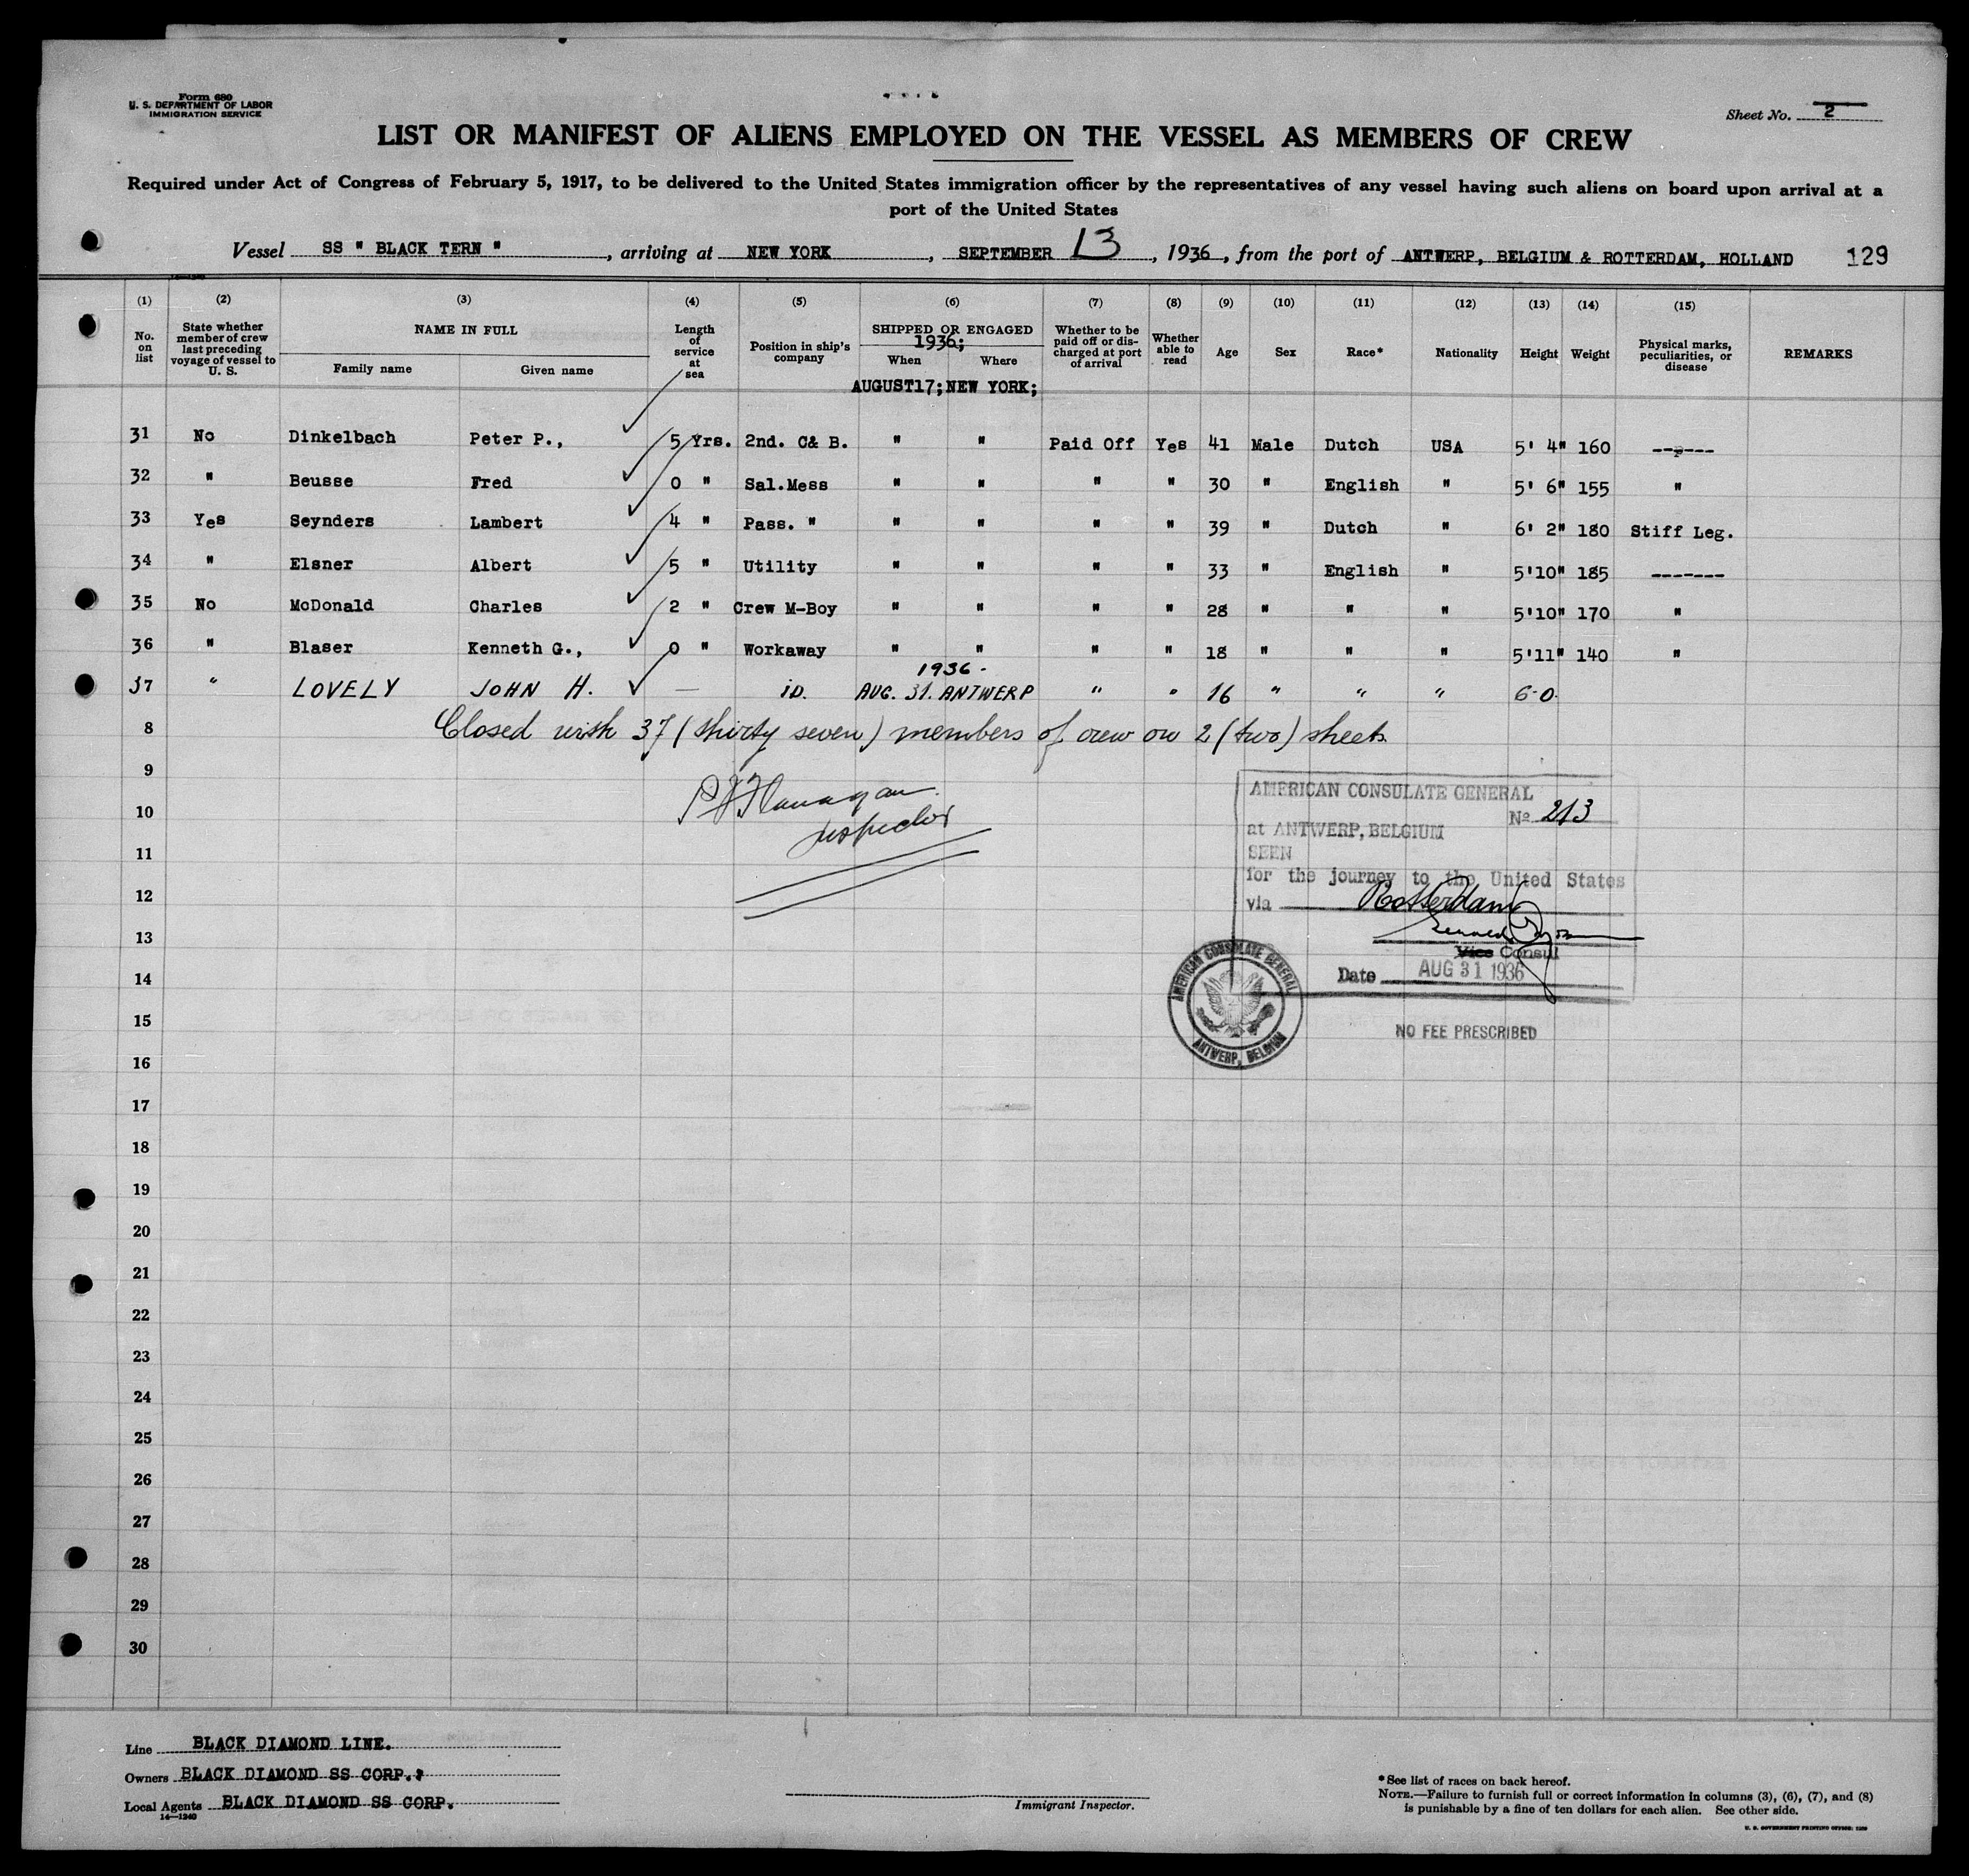 Form 680
U. S. DEPARTMENT OF LABOR
IMMIGRATION SERVICE
Sheet No. 2
LIST OR MANIFEST OF ALIENS EMPLOYED ON THE VESSEL AS MEMBERS OF CREW
Required under Act of Congress of February 5, 1917, to be delivered to the United States immigration officer by the representatives of any vessel having such aliens on board upon arrival at a
port of the United States
Vessel SS " BLACK TERN ", arriving at NEW YORK, SEPTEMBER 13, 1936, from the port of ANTWERP, BELGIUM & ROTTERDAM, HOLLAND 129
(1) (2) (3) (4) (5) (6) (7) (8) (9) (10) (11) (12) (13) (14) (15)
No. on list
State whether member of crew last preceding voyage of vessel to U. S.
NAME IN FULL
Family name
Given name
Length of service at sea
Position in ship's company
SHIPPED OR ENGAGED
1936;
When
Where
Whether to be paid off or discharged at port of arrival
Whether able to read
Age
Sex
Race*
Nationality
Height
Weight
Physical marks, peculiarities, or disease
REMARKS
AUGUST17; NEW YORK;
31 No Dinkelbach Peter P., 5 Yrs. 2nd. C& B. " " Paid Off Yes 41 Male Dutch USA 5' 4" 160 -------
32 " Beusse Fred 0 " Sal.Mess " " " " 30 " English " 5' 6" 155 "
33 Yes Seynders Lambert 4 " Pass. " " " " " 39 " Dutch " 6' 2" 180 Stiff Leg.
34 " Elsner Albert 5 " Utility " " " " 33 " English " 5'10" 185 -------
35 No McDonald Charles 2 " Crew M-Boy " " " " 28 " " " 5'10" 170 "
36 " Blaser Kenneth G., 0 " Workaway " " " " 18 " " " 5'11" 140 "
1936-
37 " LOVELY JOHN H. — iD. AUG. 31. ANTWERP " " 16 " " " 6-0.
8 Closed with 37 (thirty seven) members of crew on 2 (two) sheets.
9
P J Flanagan
Inspector
10
11
12
13
14
15
16
17
18
19
20
21
22
23
24
25
26
27
28
29
30
AMERICAN CONSULATE GENERAL
No 213
at ANTWERP, BELGIUM
SEEN
for the journey to the United States
via Rotterdam
Vice Consul
Date AUG 31 1936
NO FEE PRESCRIBED
AMERICAN CONSULATE GENERAL
ANTWERP, BELGIUM
Line BLACK DIAMOND LINE.
Owners BLACK DIAMOND SS CORP.
Local Agents BLACK DIAMOND SS CORP.
14—1240
Immigrant Inspector.
* See list of races on back hereof.
NOTE.—Failure to furnish full or correct information in columns (3), (6), (7), and (8)
is punishable by a fine of ten dollars for each alien. See other side.